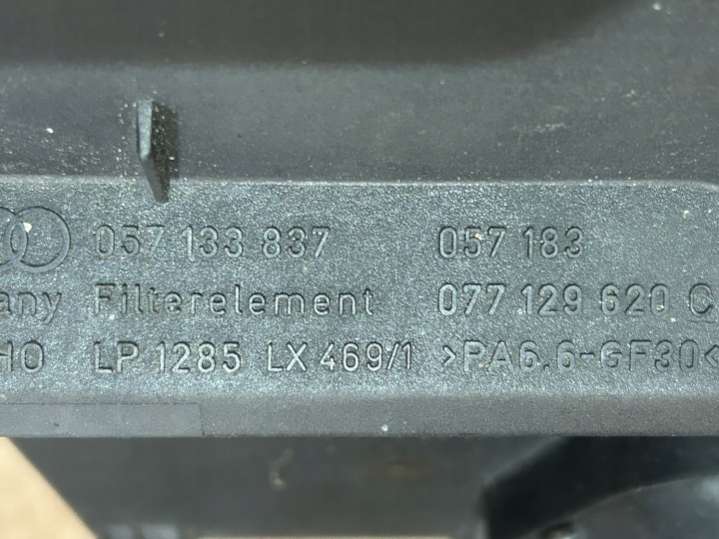 057 133 837 057 183
any Filterelement 077 129 620 C
HO LP 1285 LX 469/1 >PA6.6-GF30<